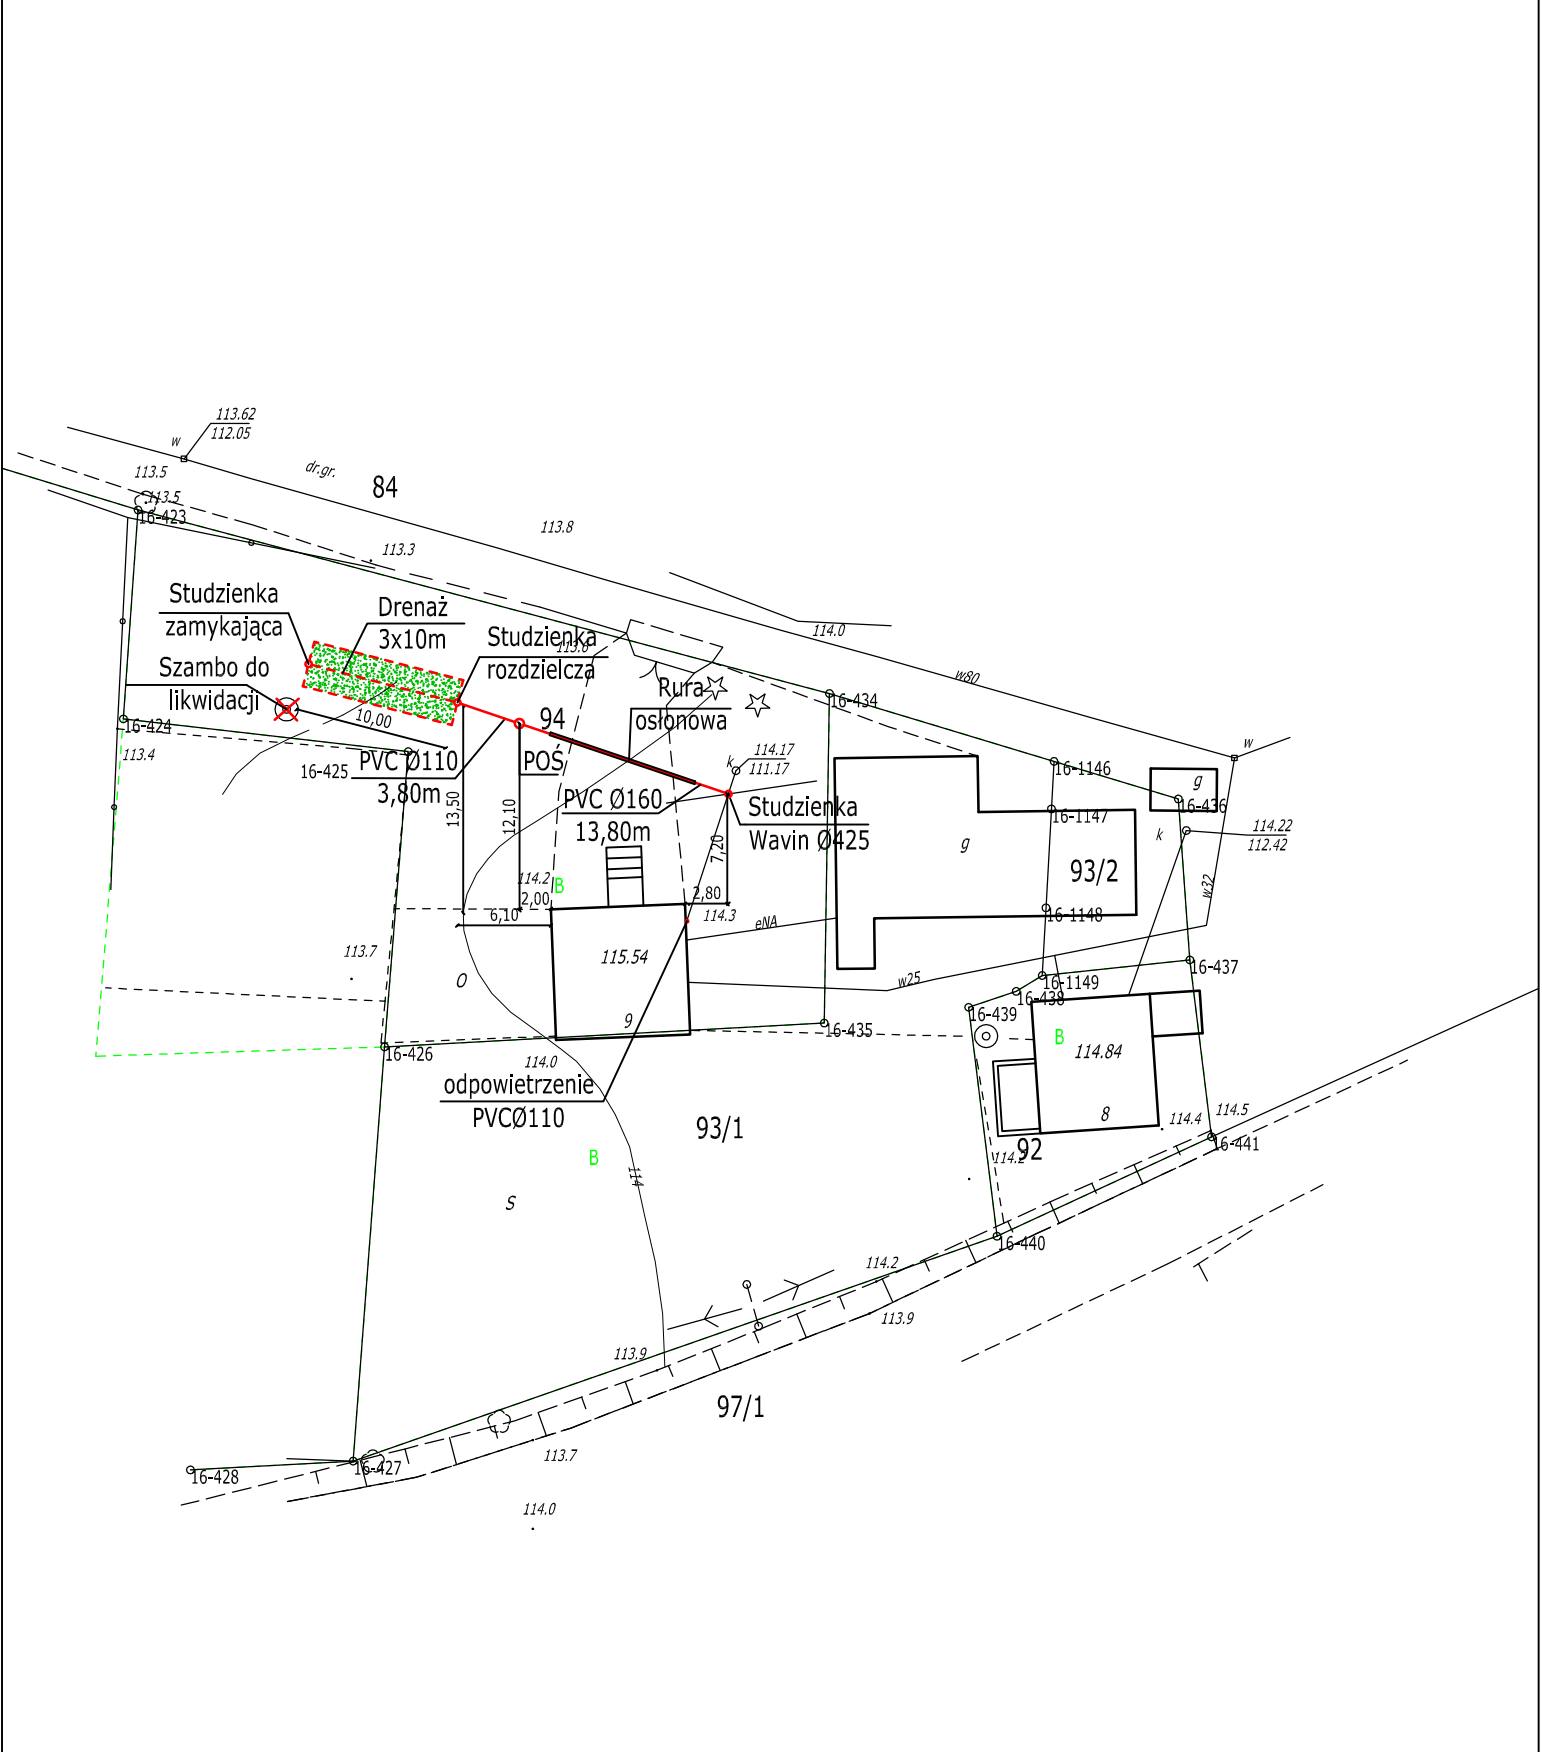 113.62
112.05
w
dr.gr.
84
113.5
113.5
16-423
113.8
113.3
Studzienka
zamykająca
Drenaż
3x10m
Studzienka
rozdzielcza
113.6
114.0
Szambo do
likwidacji
Rura
osłonowa
w80
16-434
10,00
94
16-424
113.4
16-425
PVC Ø110
3,80m
POŚ
k
114.17
111.17
w
16-1146
g
16-436
PVC Ø160
13,80m
Studzienka
Wavin Ø425
13,50
12,10
7,20
16-1147
k
114.22
112.42
g
93/2
w32
114.2
B
2,00
6,10
2,80
114.3
eNA
16-1148
113.7
O
115.54
9
w25
16-437
16-1149
16-438
16-439
16-435
16-426
114.0
B
114.84
odpowietrzenie
PVCØ110
93/1
8
114.4
114.5
16-441
92
114.2
B
114
S
16-440
114.2
113.9
113.9
97/1
113.7
16-427
16-428
114.0